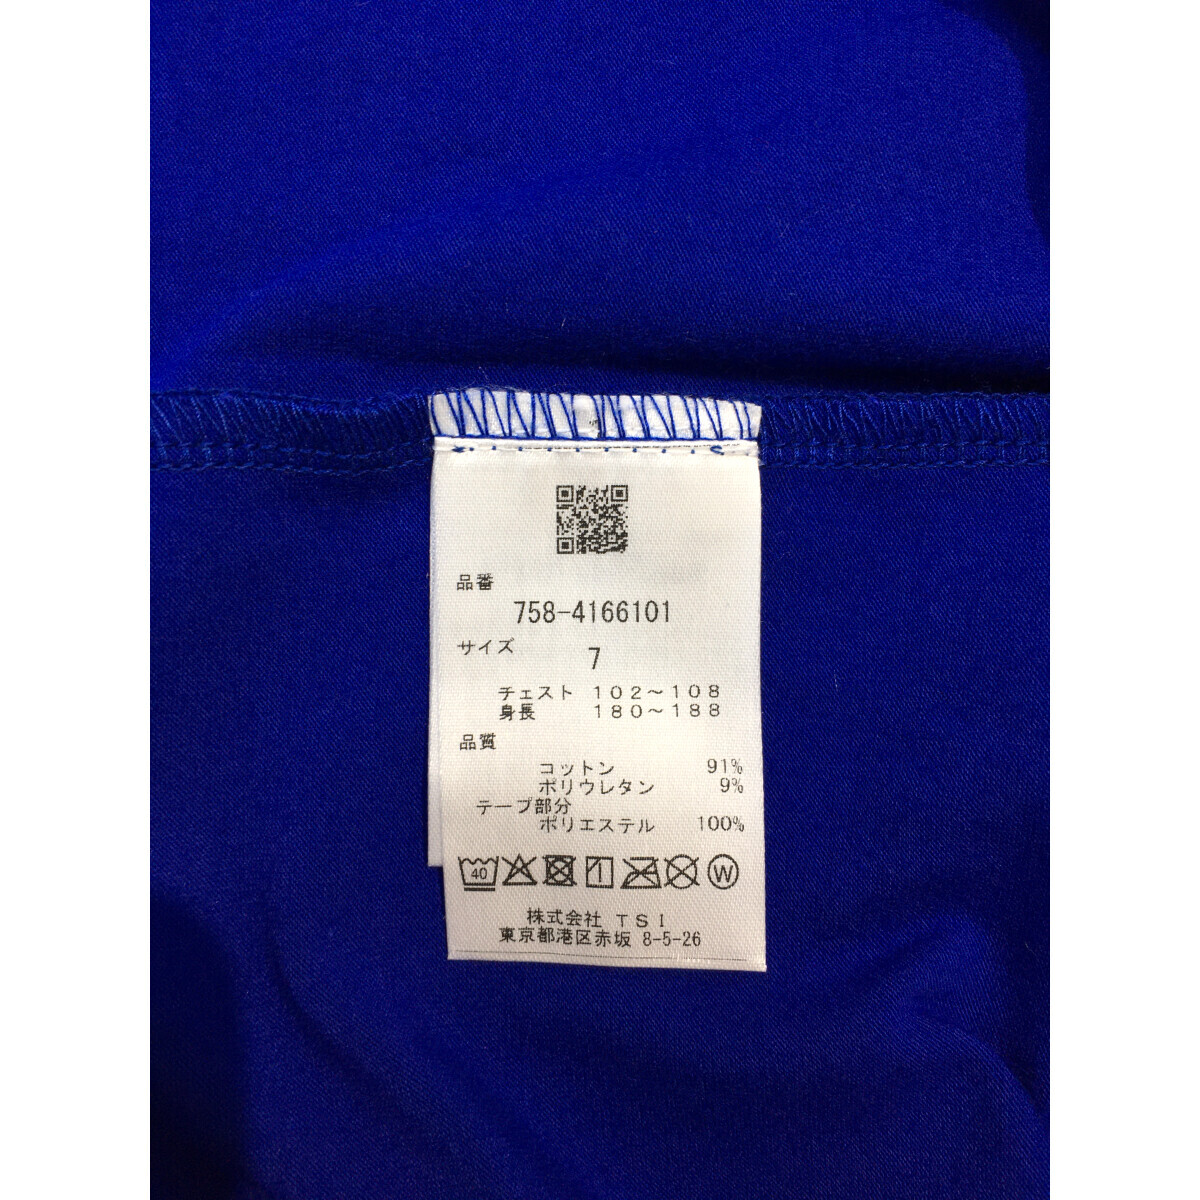 品番
758-4166101
サイズ
7
チェスト 102～108
身長 180～188
品質
コットン 91%
ポリウレタン 9%
テープ部分
ポリエステル 100%
40
W
株式会社 TSI
東京都港区赤坂 8-5-26